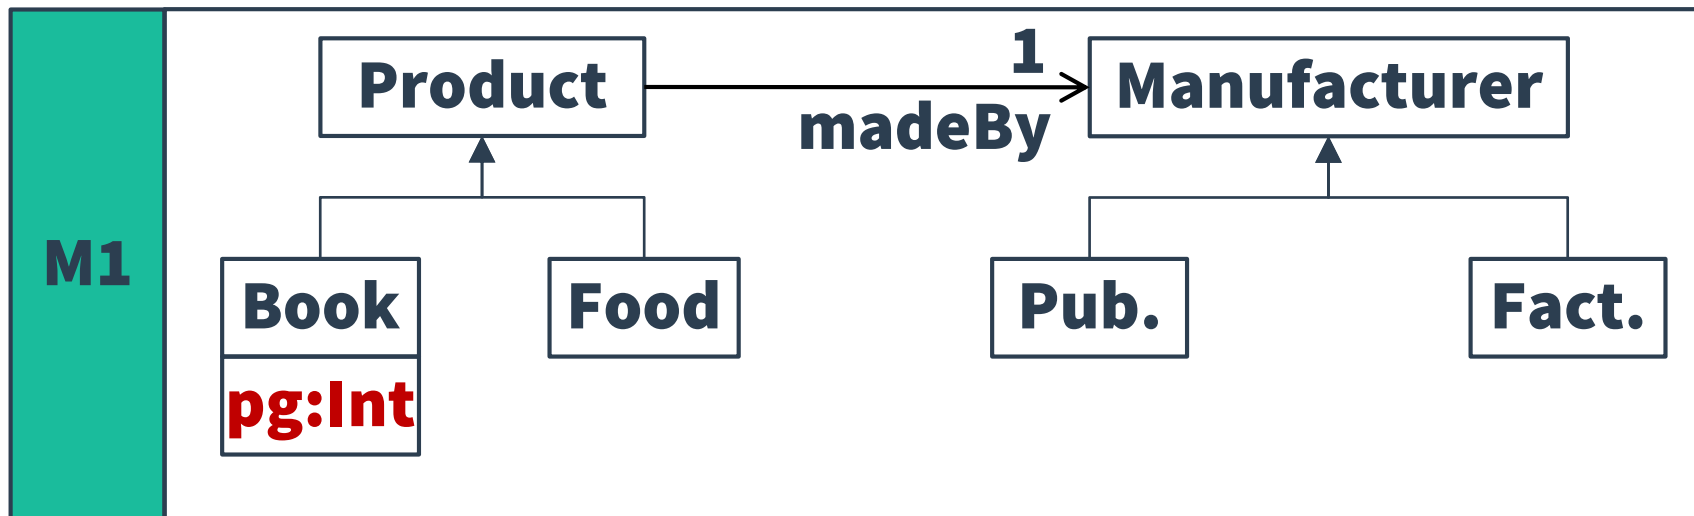 M1
Product
1
madeBy
Manufacturer
Book
pg:Int
Food
Pub.
Fact.